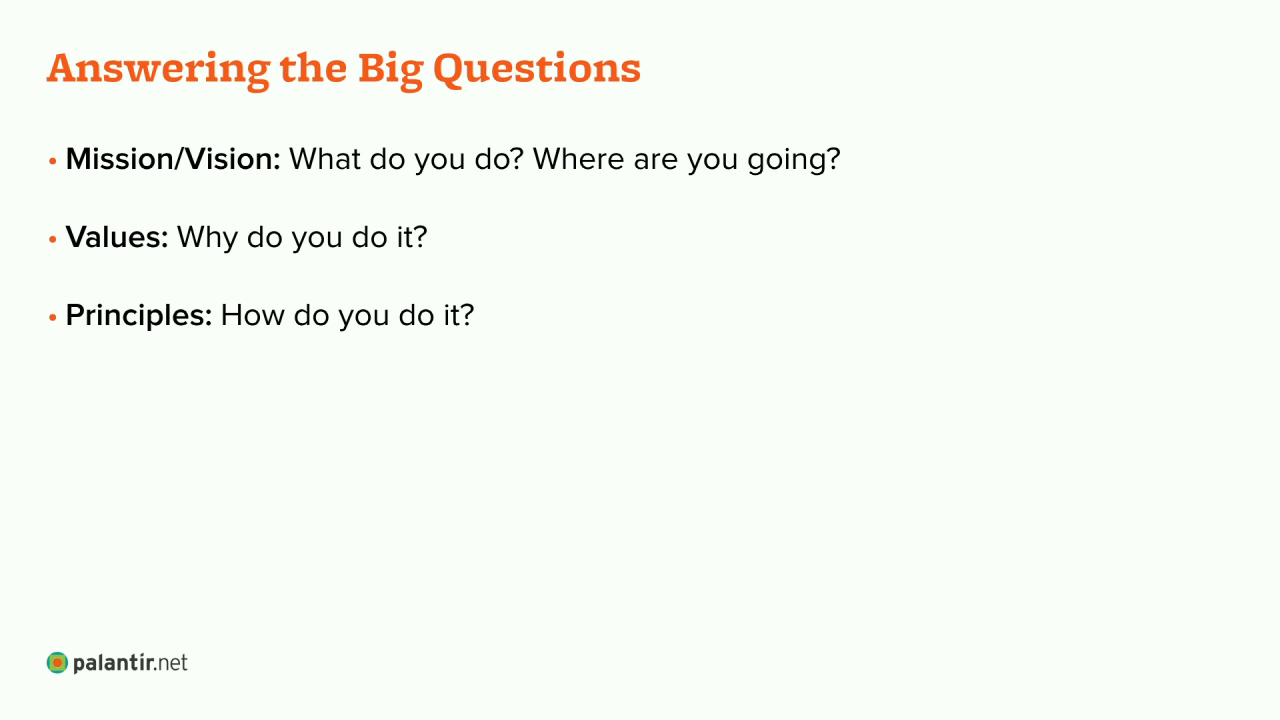 Answering the Big Questions
• Mission/Vision: What do you do? Where are you going?
• Values: Why do you do it?
• Principles: How do you do it?
palantir.net